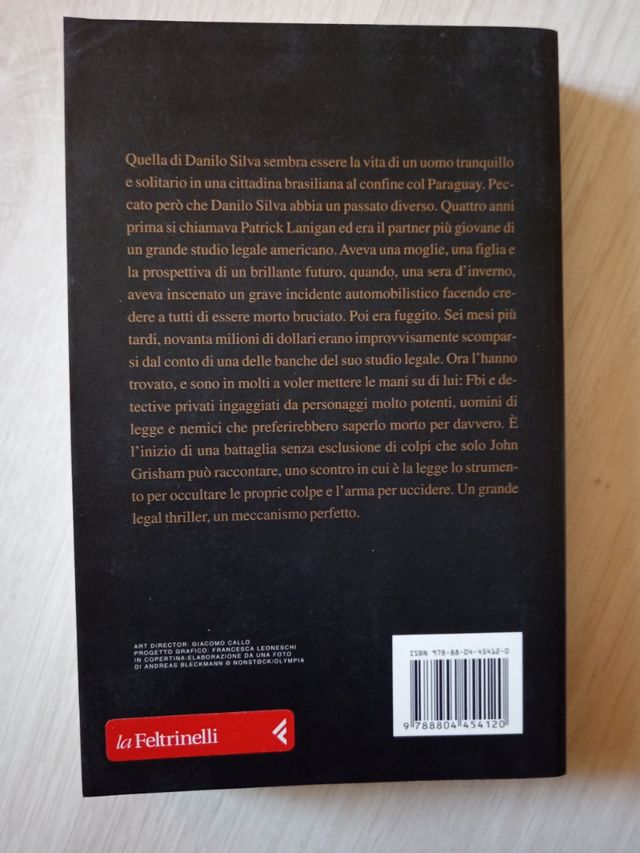 Quella di Danilo Silva sembra essere la vita di un uomo tranquillo
e solitario in una cittadina brasiliana al confine col Paraguay. Pec-
cato però che Danilo Silva abbia un passato diverso. Quattro anni
prima si chiamava Patrick Lanigan ed era il partner più giovane di
un grande studio legale americano. Aveva una moglie, una figlia e
la prospettiva di un brillante futuro, quando, una sera d'inverno,
aveva inscenato un grave incidente automobilistico facendo cre-
dere a tutti di essere morto bruciato. Poi era fuggito. Sei mesi più
tardi, novanta milioni di dollari erano improvvisamente scompar-
si dal conto di una delle banche del suo studio legale. Ora l'hanno
trovato, e sono in molti a voler mettere le mani su di lui: Fbi e de-
tective privati ingaggiati da personaggi molto potenti, uomini di
legge e nemici che preferirebbero saperlo morto per davvero. È
l'inizio di una battaglia senza esclusione di colpi che solo John
Grisham può raccontare, uno scontro in cui è la legge lo strumen-
to per occultare le proprie colpe e l'arma per uccidere. Un grande
legal thriller, un meccanismo perfetto.
ART DIRECTOR: GIACOMO CALLO
PROGETTO GRAFICO: FRANCESCA LEONESCHI
IN COPERTINA:ELABORAZIONE DA UNA FOTO
DI ANDREAS BLECKMANN © NONSTOCK/OLYMPIA
ISBN 978-88-04-45412-0
9 788804 454120
la Feltrinelli